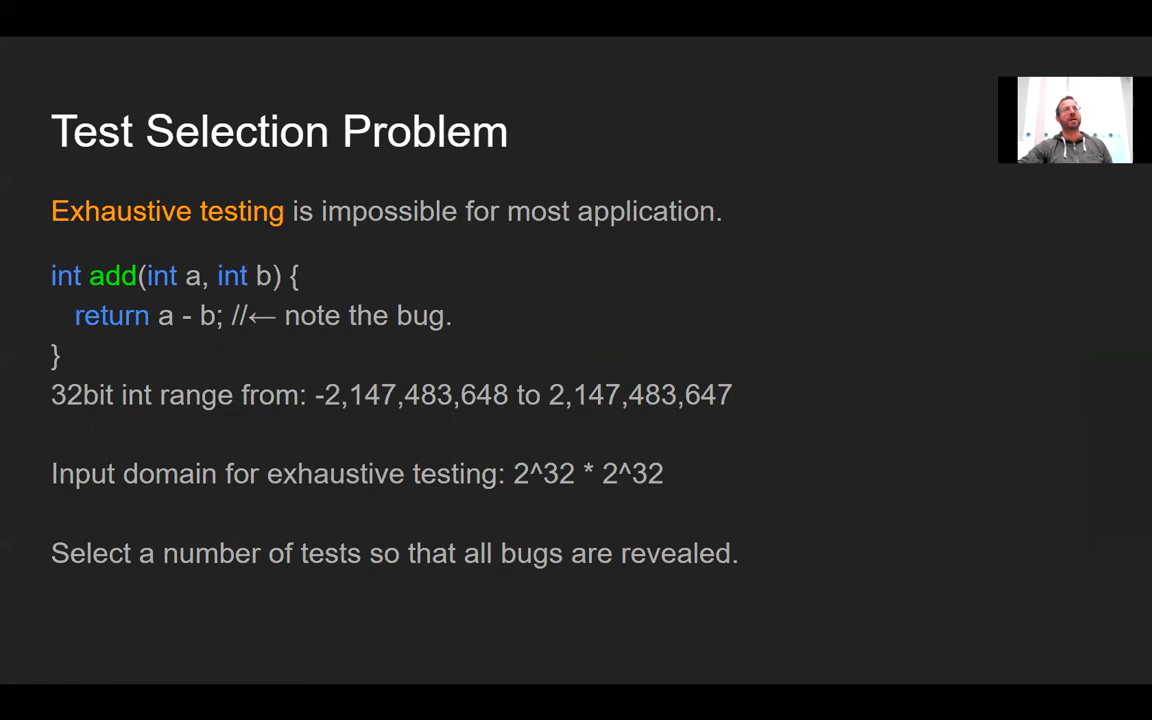 Test Selection Problem
Exhaustive testing is impossible for most application.
int add(int a, int b) {
return a - b; //← note the bug.
}
32bit int range from: -2,147,483,648 to 2,147,483,647
Input domain for exhaustive testing: 2^32 * 2^32
Select a number of tests so that all bugs are revealed.